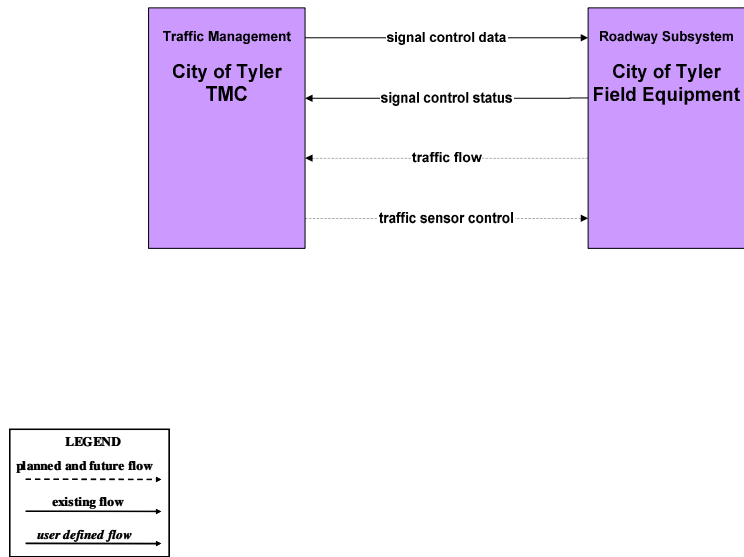 Traffic Management
City of Tyler
TMC
signal control data
signal control status
traffic flow
traffic sensor control
Roadway Subsystem
City of Tyler
Field Equipment
LEGEND
planned and future flow
existing flow
user defined flow